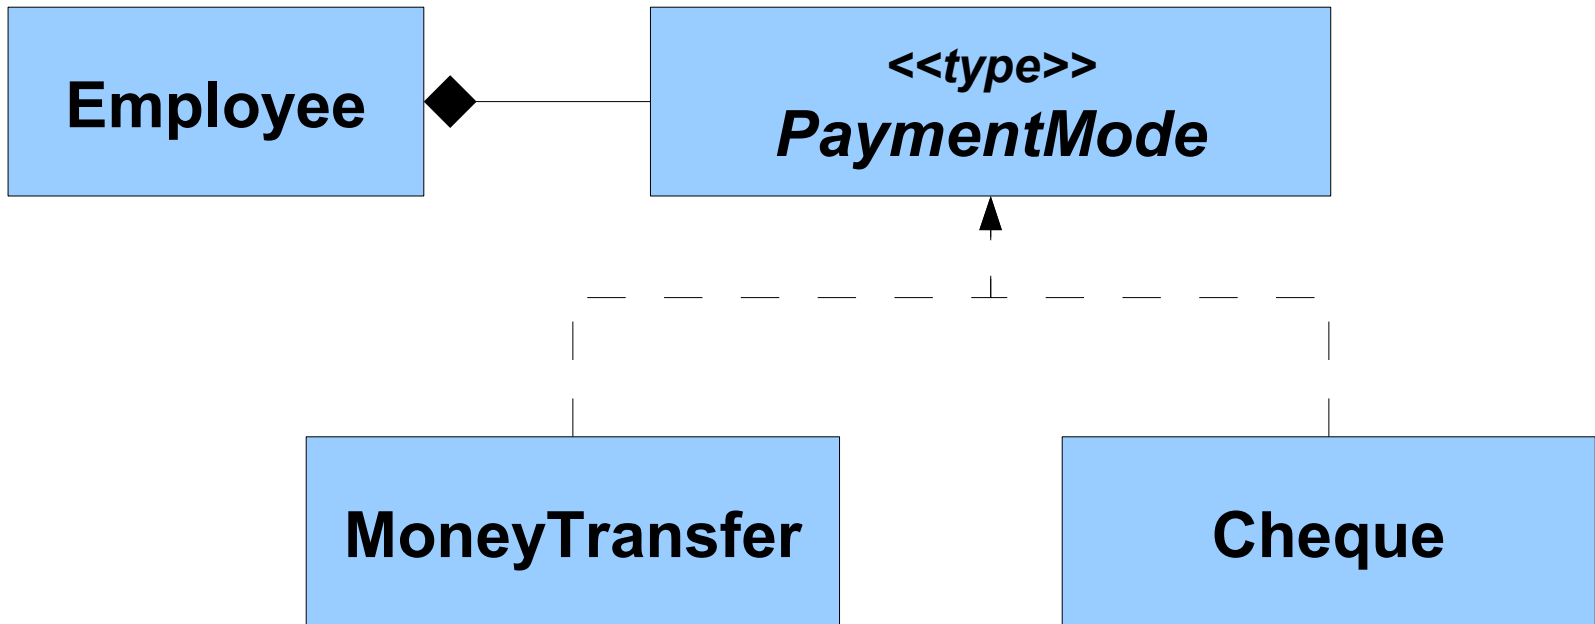 Employee
<<type>>
PaymentMode
MoneyTransfer
Cheque